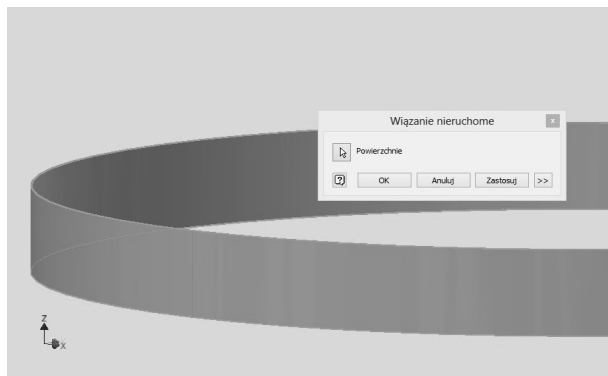 Wiązanie nieruchome
x
Powierzchnie
OK Anuluj Zastosuj >>
Z
X